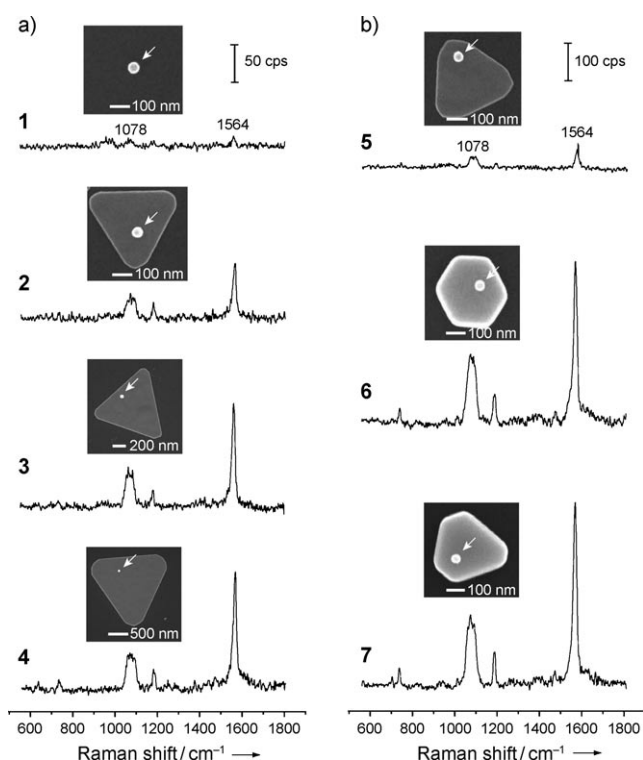 a)
50 cps
100 nm
1
1078
1564
100 nm
2
200 nm
3
500 nm
4
600 1000 1200 1400 1600 1800
Raman shift / cm⁻¹
b)
100 cps
100 nm
5
1078
1564
100 nm
6
100 nm
7
600 800 1000 1200 1400 1600 1800
Raman shift / cm⁻¹